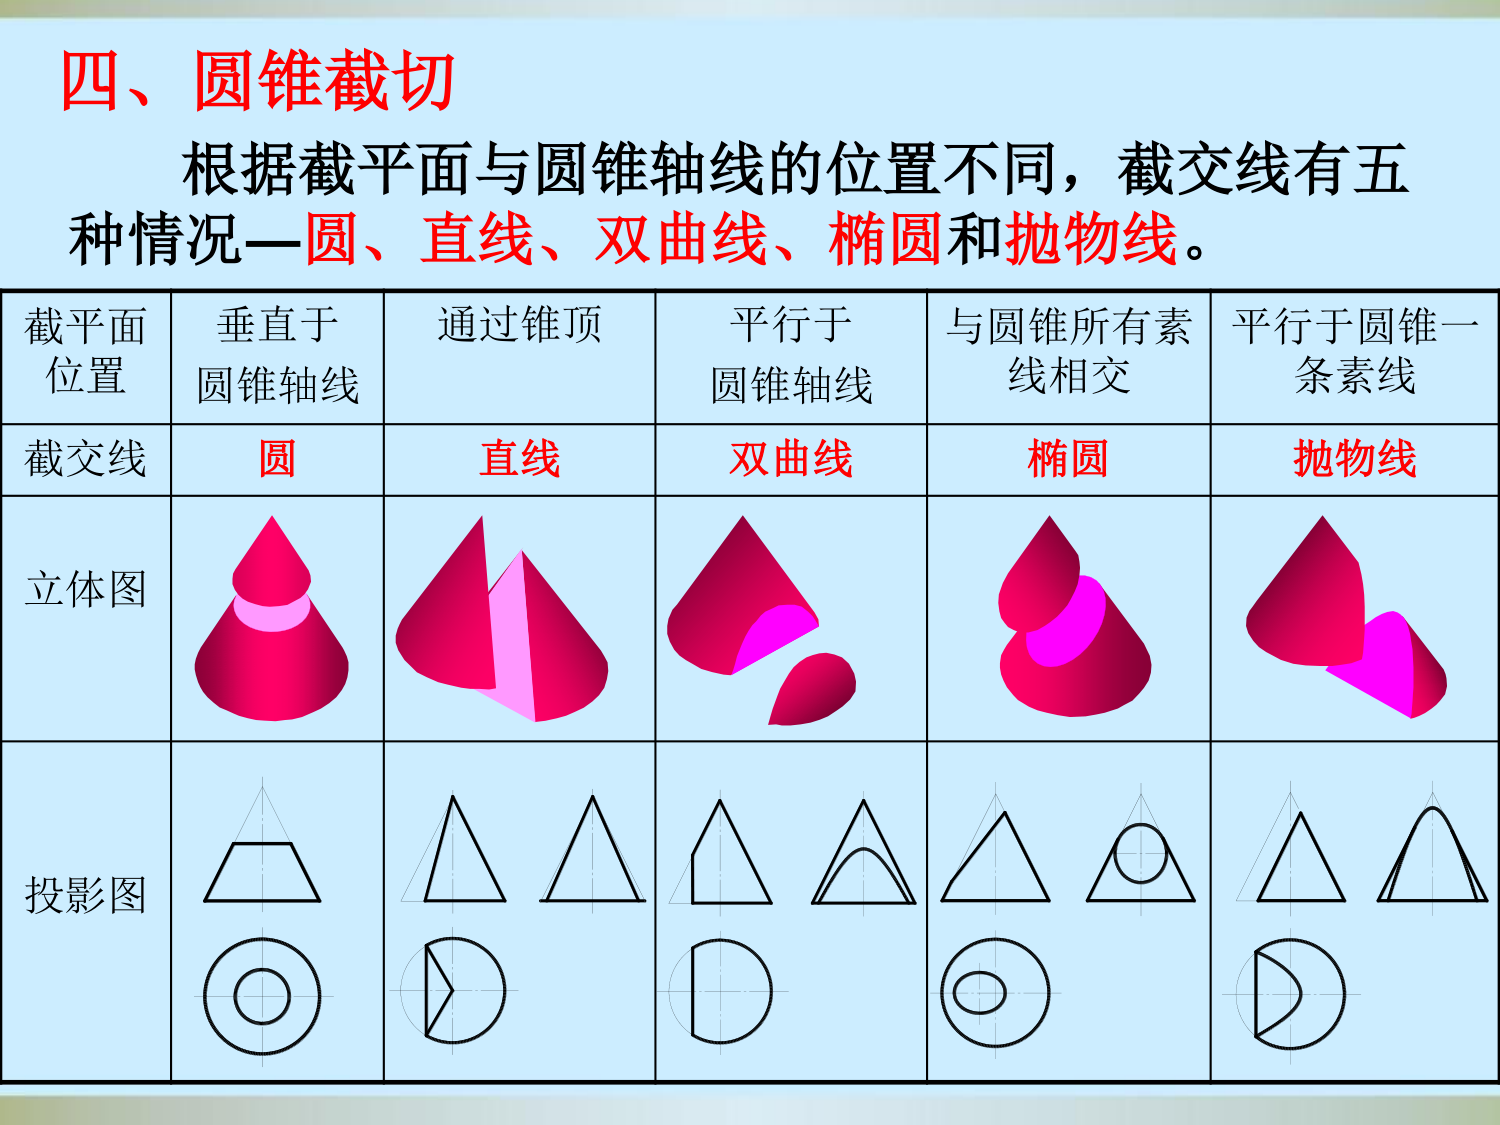 四、圆锥截切
根据截平面与圆锥轴线的位置不同，截交线有五
种情况—圆、直线、双曲线、椭圆和抛物线。
截平面
位置
垂直于
圆锥轴线
通过锥顶
平行于
圆锥轴线
与圆锥所有素
线相交
平行于圆锥一
条素线
截交线
圆
直线
双曲线
椭圆
抛物线
立体图
投影图